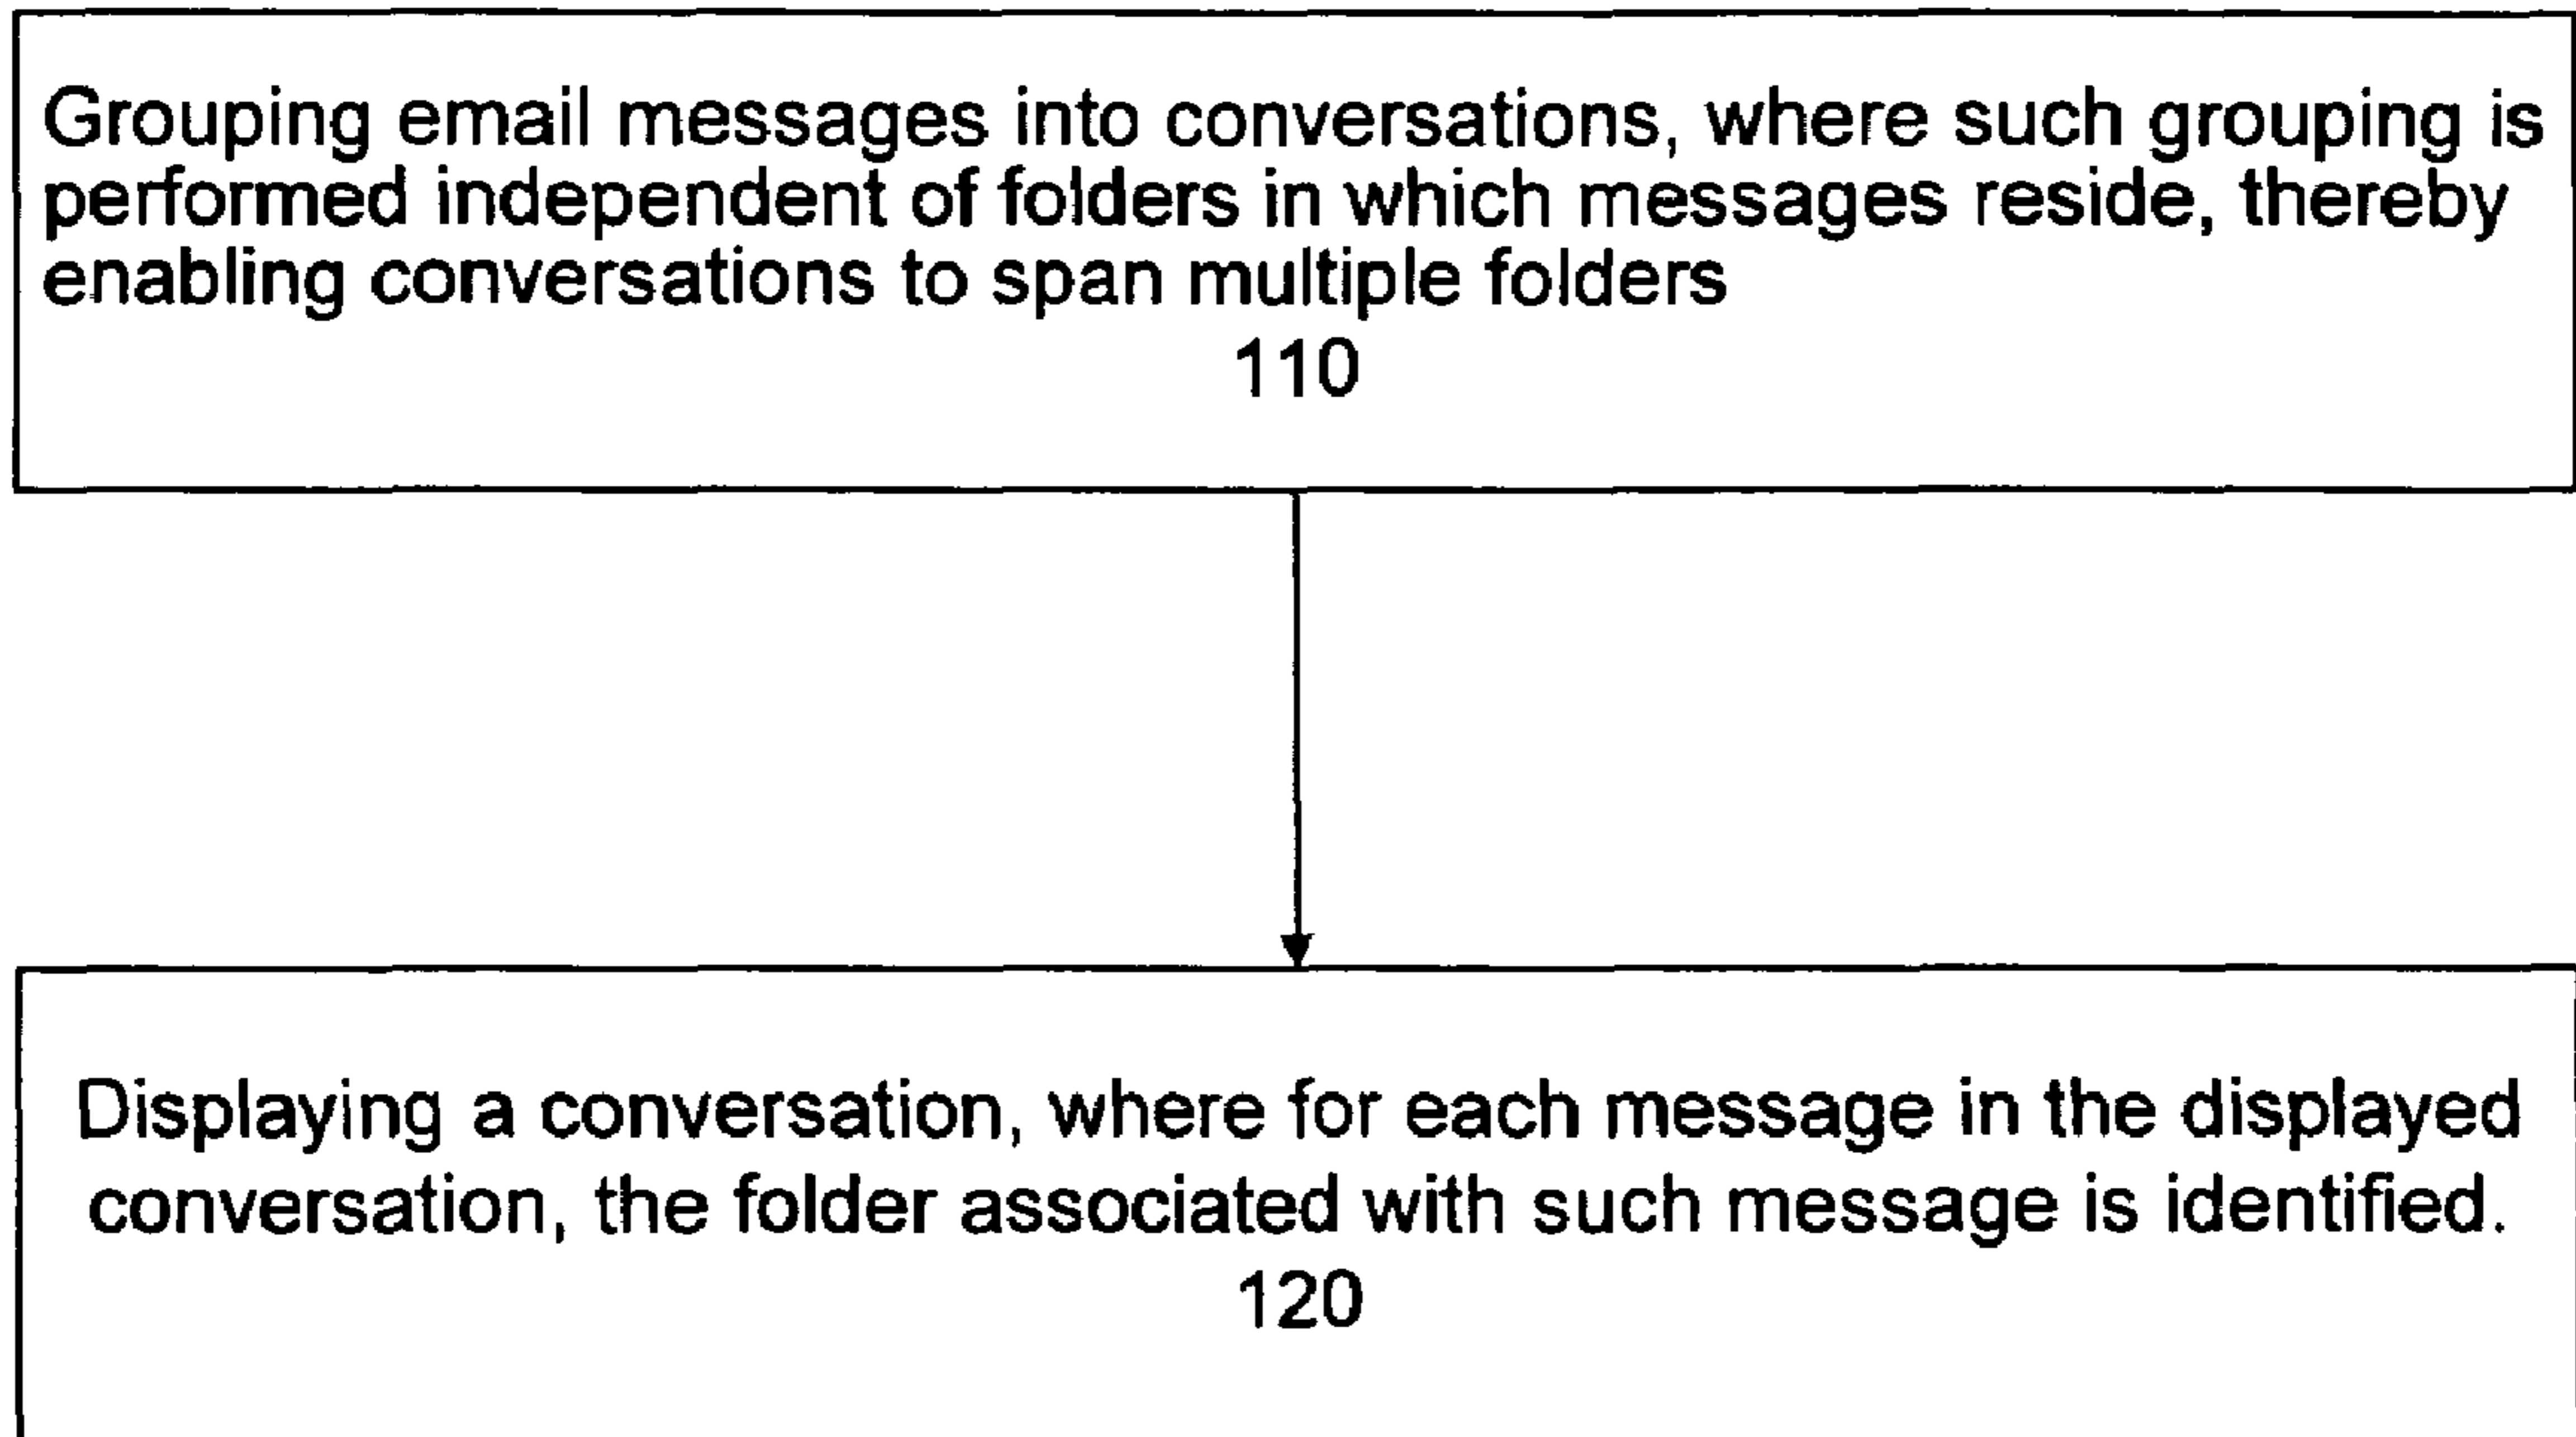 Grouping email messages into conversations, where such grouping is
performed independent of folders in which messages reside, thereby
enabling conversations to span multiple folders
110
Displaying a conversation, where for each message in the displayed
conversation, the folder associated with such message is identified.
120